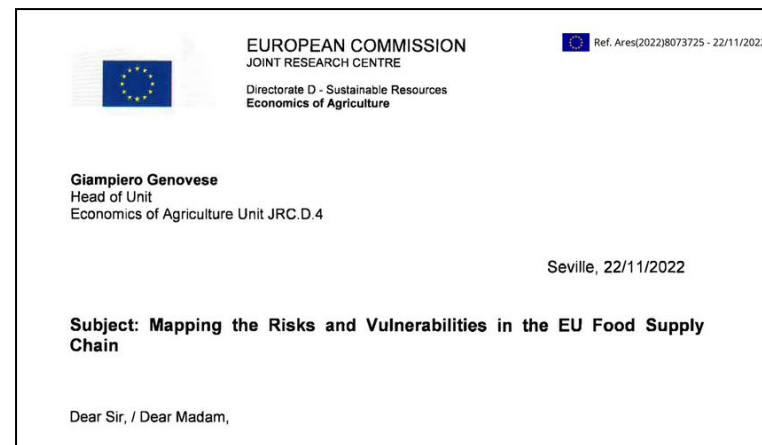 EUROPEAN COMMISSION
JOINT RESEARCH CENTRE
Ref. Ares(2022)8073725 - 22/11/2022
Directorate D - Sustainable Resources
Economics of Agriculture
Giampiero Genovese
Head of Unit
Economics of Agriculture Unit JRC.D.4
Seville, 22/11/2022
Subject: Mapping the Risks and Vulnerabilities in the EU Food Supply
Chain
Dear Sir, / Dear Madam,